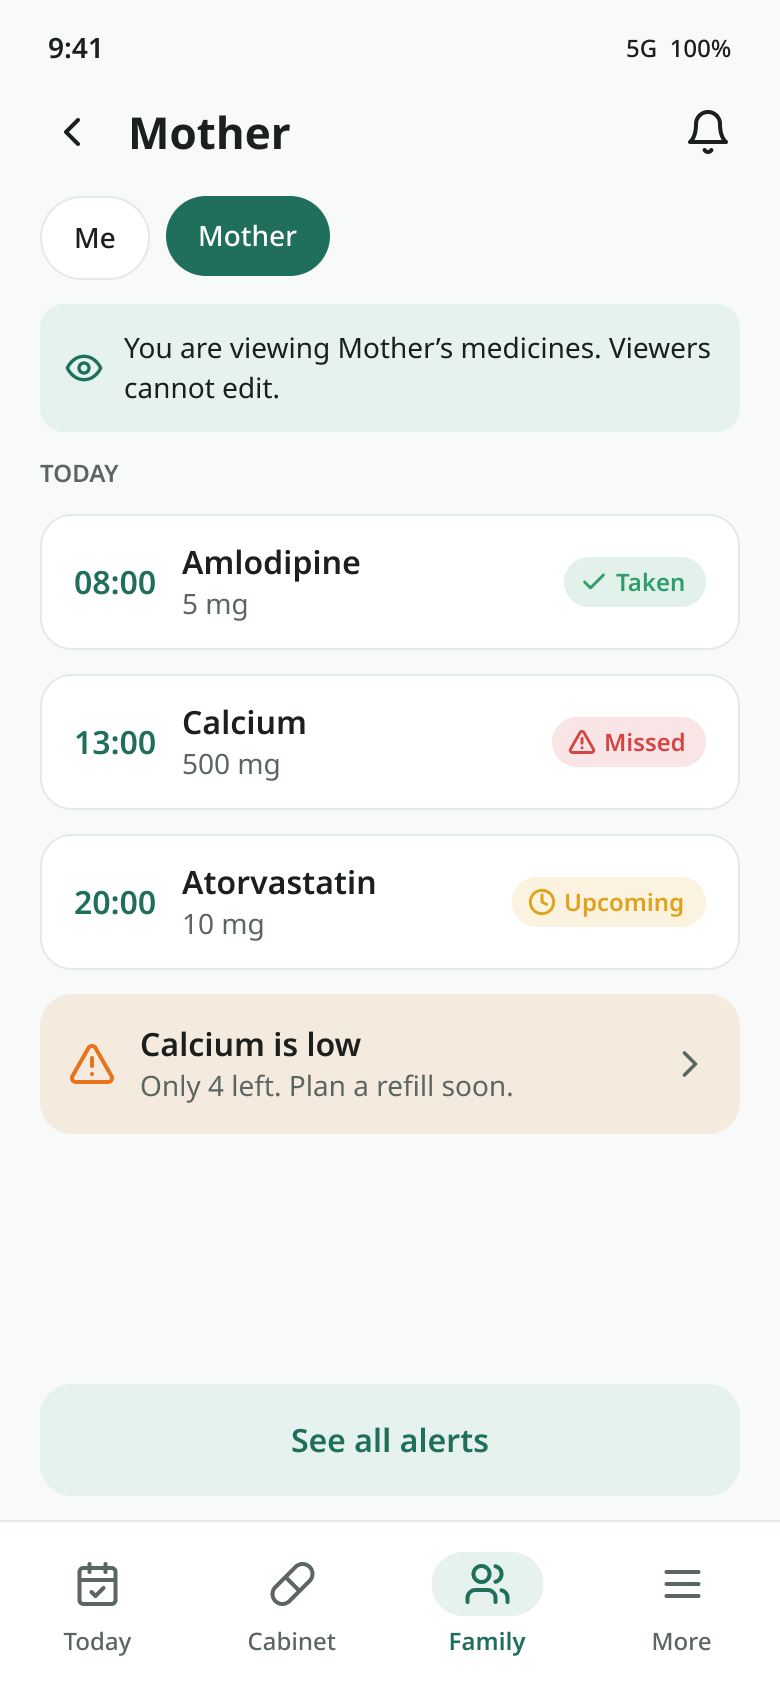 9:41
5G 100%
Mother
Me
Mother
You are viewing Mother’s medicines. Viewers
cannot edit.
TODAY
08:00
Amlodipine
5 mg
Taken
13:00
Calcium
500 mg
Missed
20:00
Atorvastatin
10 mg
Upcoming
Calcium is low
Only 4 left. Plan a refill soon.
See all alerts
Today
Cabinet
Family
More